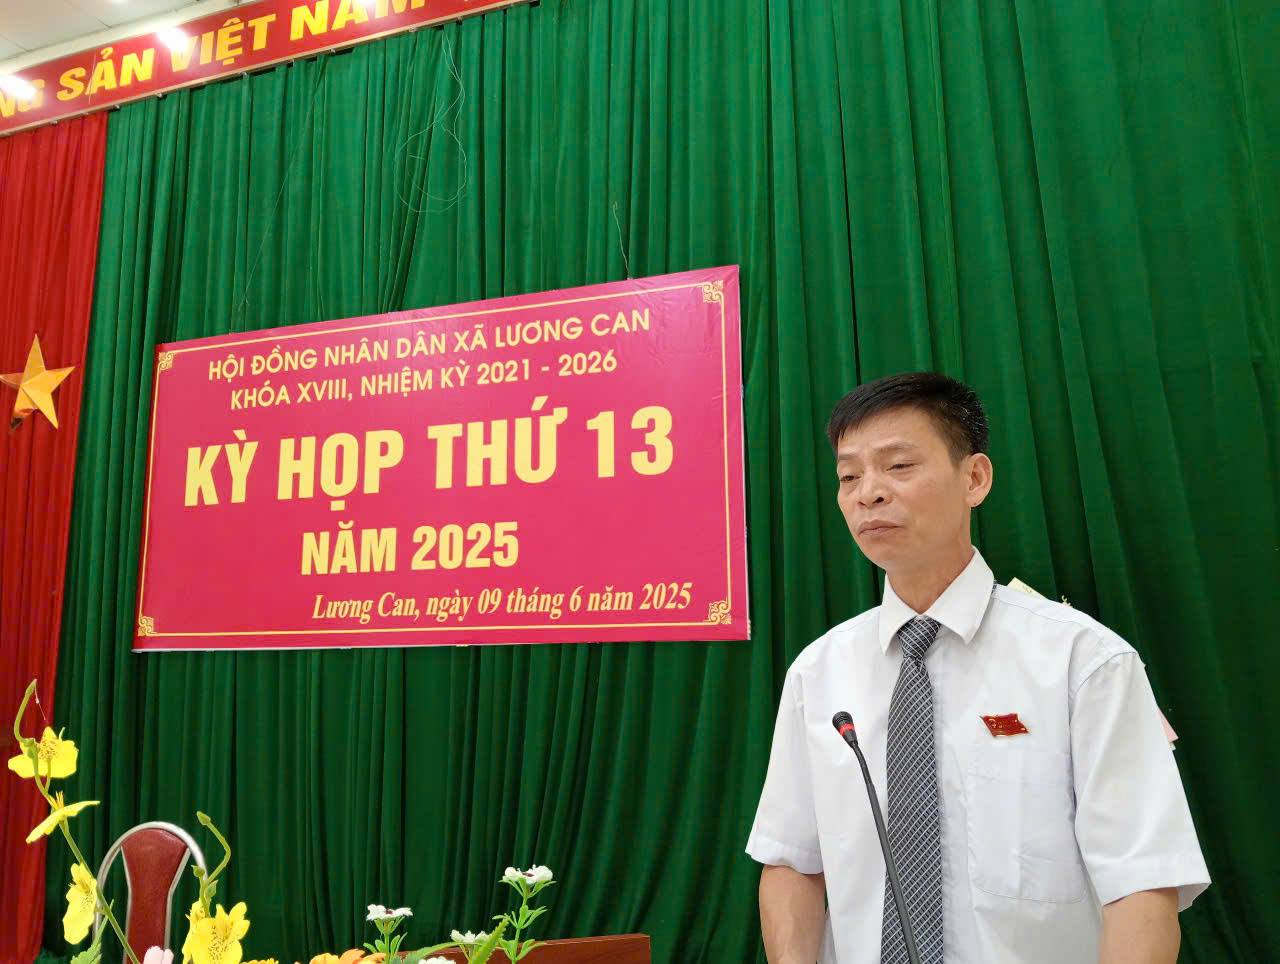 NG SẢN VIỆT NAM
HỘI ĐỒNG NHÂN DÂN XÃ LƯƠNG CAN
KHÓA XVIII, NHIỆM KỲ 2021 - 2026
KỲ HỌP THỨ 13
NĂM 2025
Lương Can, ngày 09 tháng 6 năm 2025